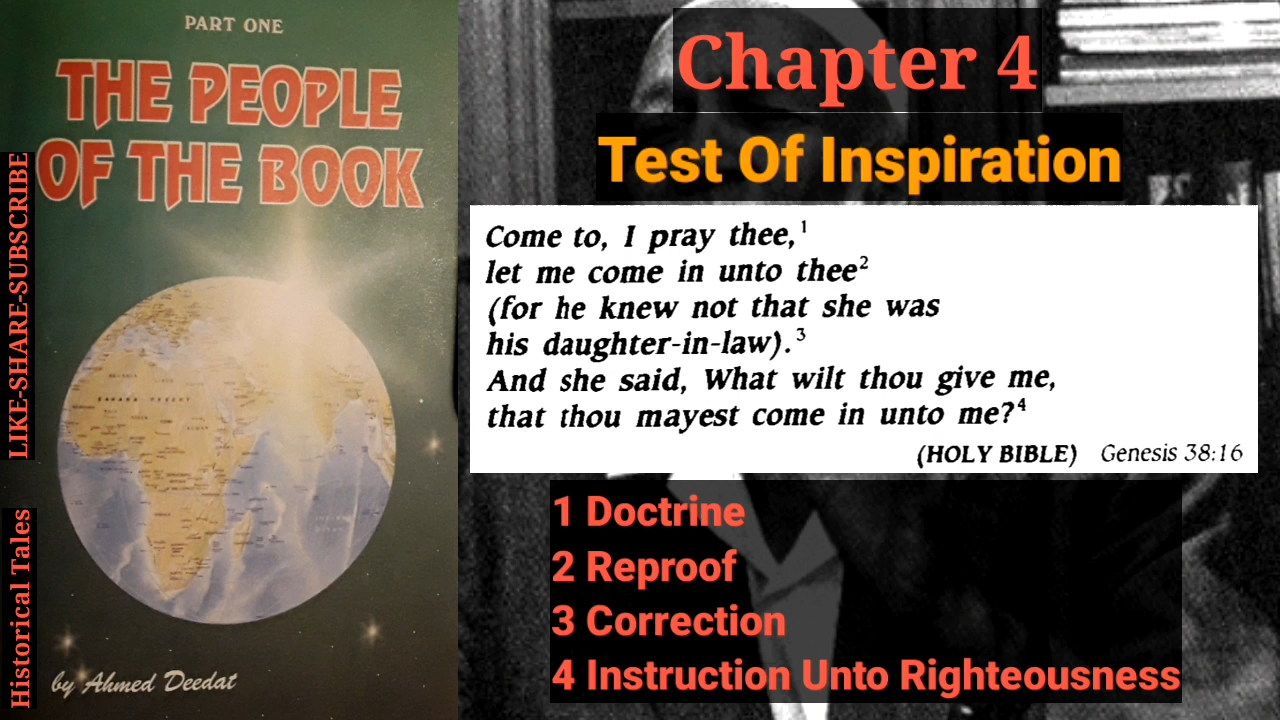 PART ONE
THE PEOPLE
OF THE BOOK
LIKE-SHARE-SUBSCRIBE
Historical Tales
SAHARA DESERT
by Ahmed Deedat
Chapter 4
Test Of Inspiration
Come to, I pray thee,¹
let me come in unto thee²
(for he knew not that she was
his daughter-in-law).³
And she said, What wilt thou give me,
that thou mayest come in unto me?⁴
(HOLY BIBLE) Genesis 38:16
1 Doctrine
2 Reproof
3 Correction
4 Instruction Unto Righteousness